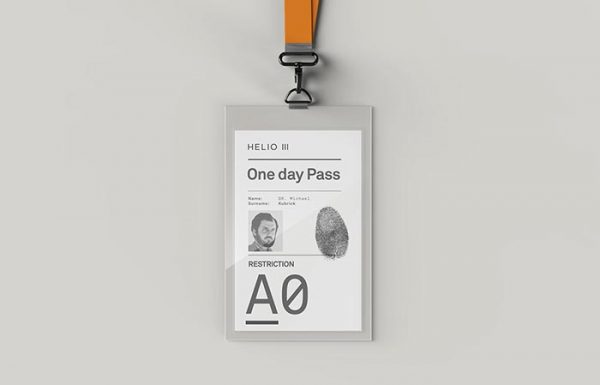 HELIO III
One day Pass
Name: DR. Michael
Surname: Kubrick
RESTRICTION
A0